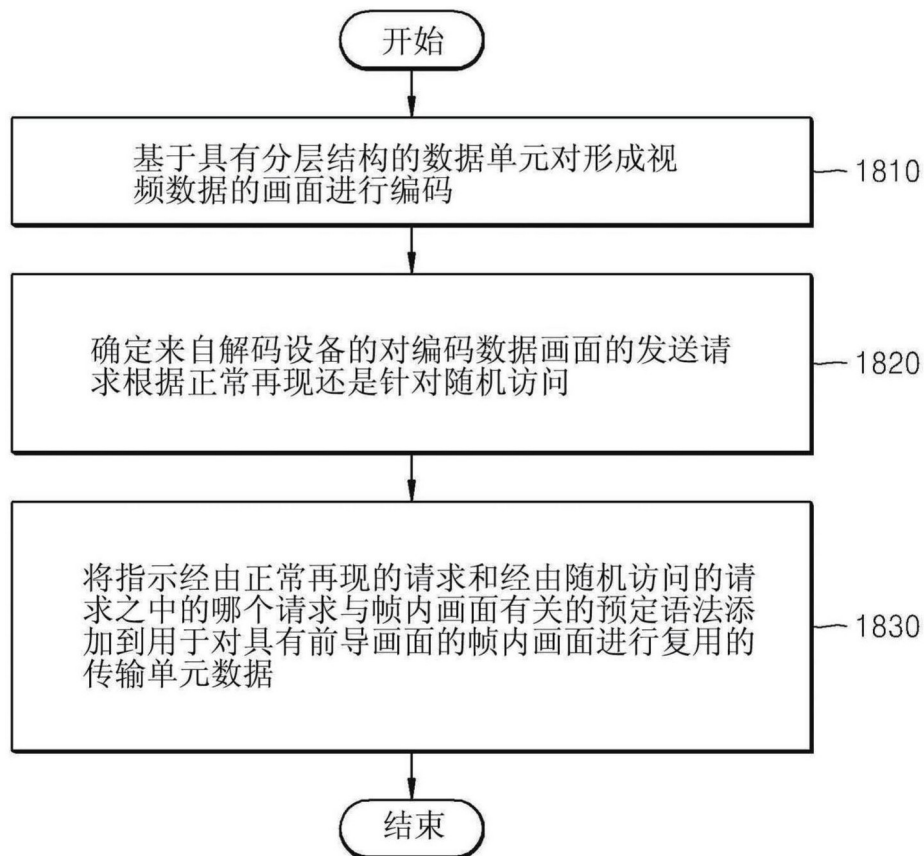 开始
基于具有分层结构的数据单元对形成视
频数据的画面进行编码
1810
确定来自解码设备的对编码数据画面的发送请
求根据正常再现还是针对随机访问
1820
将指示经由正常再现的请求和经由随机访问的请
求之中的哪个请求与帧内画面有关的预定语法添
加到用于对具有前导画面的帧内画面进行复用的
传输单元数据
1830
结束